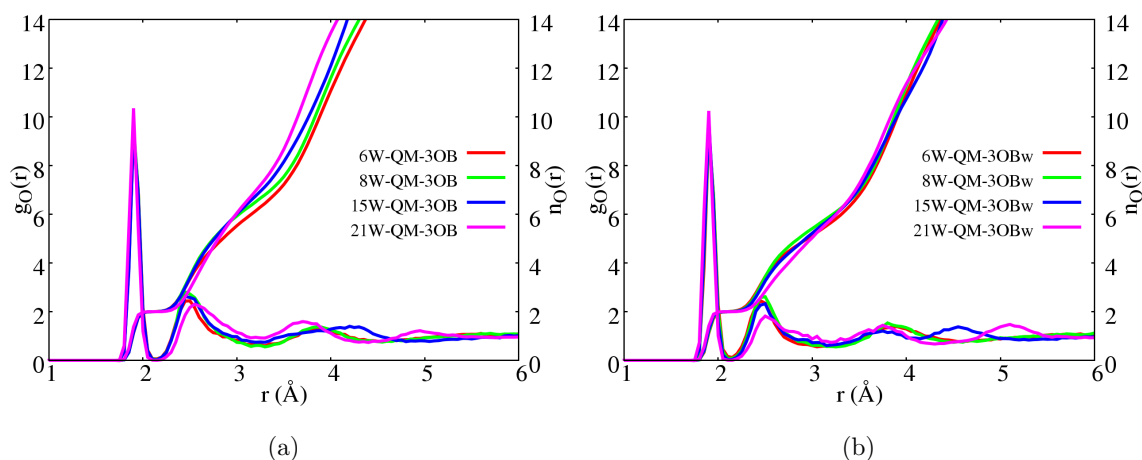 14
12
10
8
6
4
2
0
g_O(r)
1 2 3 4 5 6
r (Å)
14
12
10
8
6
4
2
0
n_O(r)
6W-QM-3OB
8W-QM-3OB
15W-QM-3OB
21W-QM-3OB
(a)
14
12
10
8
6
4
2
0
g_O(r)
1 2 3 4 5 6
r (Å)
14
12
10
8
6
4
2
0
n_O(r)
6W-QM-3OBw
8W-QM-3OBw
15W-QM-3OBw
21W-QM-3OBw
(b)